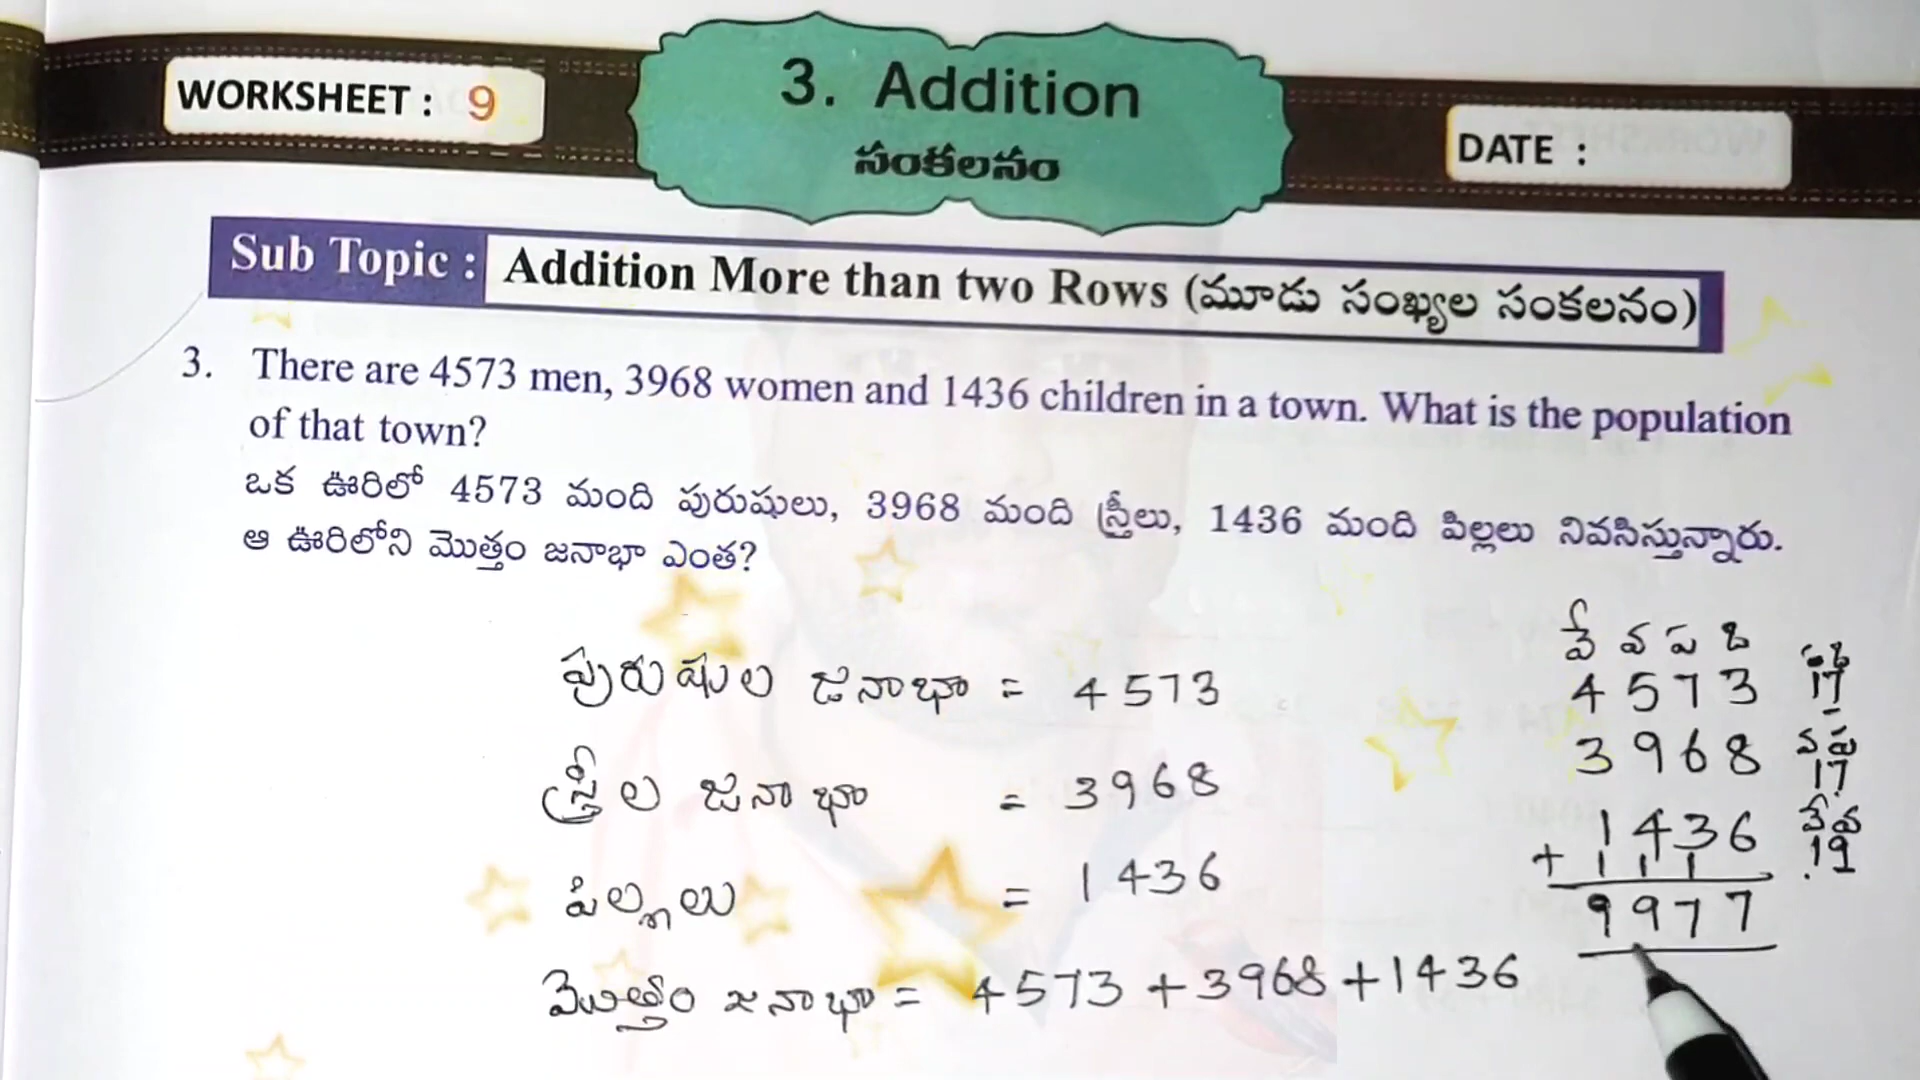 WORKSHEET : 9
3. Addition
సంకలనం
DATE :
Sub Topic : Addition More than two Rows (మూడు సంఖ్యల సంకలనం)
3. There are 4573 men, 3968 women and 1436 children in a town. What is the population
of that town?
ఒక ఊరిలో 4573 మంది పురుషులు, 3968 మంది స్త్రీలు, 1436 మంది పిల్లలు నివసిస్తున్నారు.
ఆ ఊరిలోని మొత్తం జనాభా ఎంత?
పురుషుల జనాభా = 4573
స్త్రీల జనాభా = 3968
పిల్లలు = 1436
మొత్తం జనాభా = 4573 + 3968 + 1436
వే వ ప ఒ
4573
3968
1436
+ 1 1 1
9977
ప ఒ
17
వ ప
17
వే వ
19